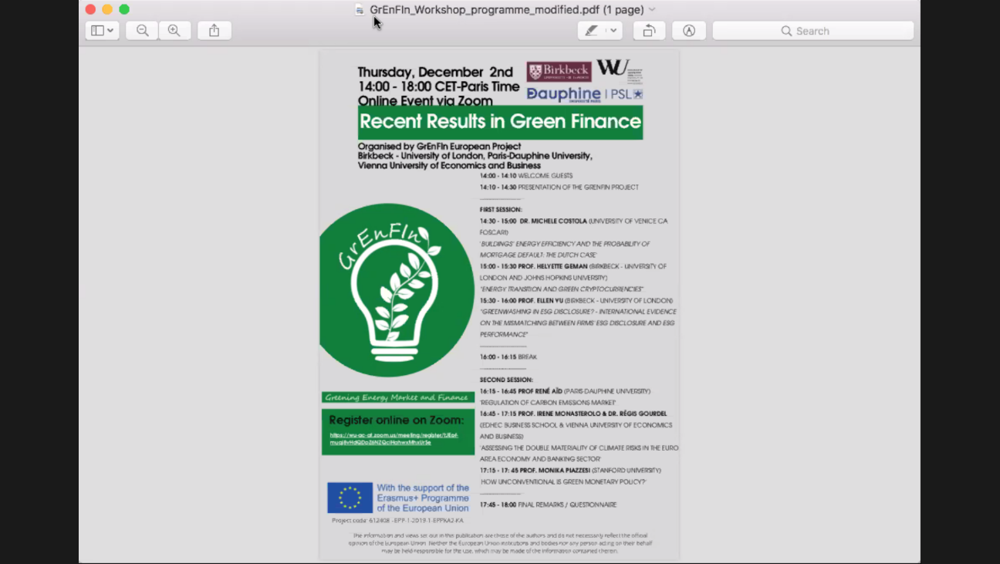 GrEnFIn_Workshop_programme_modified.pdf (1 page)
Search
Thursday, December 2nd
14:00 - 18:00 CET-Paris Time
Online Event via Zoom
Birkbeck
UNIVERSITY OF LONDON
WU
Dauphine | PSL
UNIVERSITÉ PARIS
Recent Results in Green Finance
Organised by GrEnFIn European Project
Birkbeck - University of London, Paris-Dauphine University,
Vienna University of Economics and Business
14:00 - 14:10 WELCOME GUESTS
14:10 - 14:30 PRESENTATION OF THE GRENFIN PROJECT
FIRST SESSION:
14:30 - 15:00 DR. MICHELE COSTOLA (UNIVERSITY OF VENICE CA
FOSCARI)
'BUILDINGS' ENERGY EFFICIENCY AND THE PROBABILITY OF
MORTGAGE DEFAULT: THE DUTCH CASE'
15:00 - 15:30 PROF. HELYETTE GEMAN (BIRKBECK - UNIVERSITY OF
LONDON AND JOHNS HOPKINS UNIVERSITY)
"ENERGY TRANSITION AND GREEN CRYPTOCURRENCIES"
15:30 - 16:00 PROF. ELLEN YU (BIRKBECK - UNIVERSITY OF LONDON)
"GREENWASHING IN ESG DISCLOSURE? - INTERNATIONAL EVIDENCE
ON THE MISMATCHING BETWEEN FIRMS' ESG DISCLOSURE AND ESG
PERFORMANCE"
16:00 - 16:15 BREAK
SECOND SESSION:
16:15 - 16:45 PROF RENÉ AÏD (PARIS-DAUPHINE UNIVERSITY)
'REGULATION OF CARBON EMISSIONS MARKET'
16:45 - 17:15 PROF. IRENE MONASTEROLO & DR. RÉGIS GOURDEL
(EDHEC BUSINESS SCHOOL & VIENNA UNIVERSITY OF ECONOMICS
AND BUSINESS)
'ASSESSING THE DOUBLE MATERIALITY OF CLIMATE RISKS IN THE EURO
AREA ECONOMY AND BANKING SECTOR'
17:15 - 17: 45 PROF. MONIKA PIAZZESI (STANFORD UNIVERSITY)
'HOW UNCONVENTIONAL IS GREEN MONETARY POLICY?'
17:45 - 18:00 FINAL REMARKS / QUESTIONNAIRE
GrEnFIn
Greening Energy Market and Finance
Register online on Zoom:
With the support of the
Erasmus+ Programme
of the European Union
Project code: 612408 -EPP-1-2019-1-EPPKA2-KA
The information and views set out in this publication are those of the authors and do not necessarily reflect the official
opinion of the European Union. Neither the European Union institutions and bodies nor any person acting on their behalf
may be held responsible for the use, which may be made of the information contained therein.